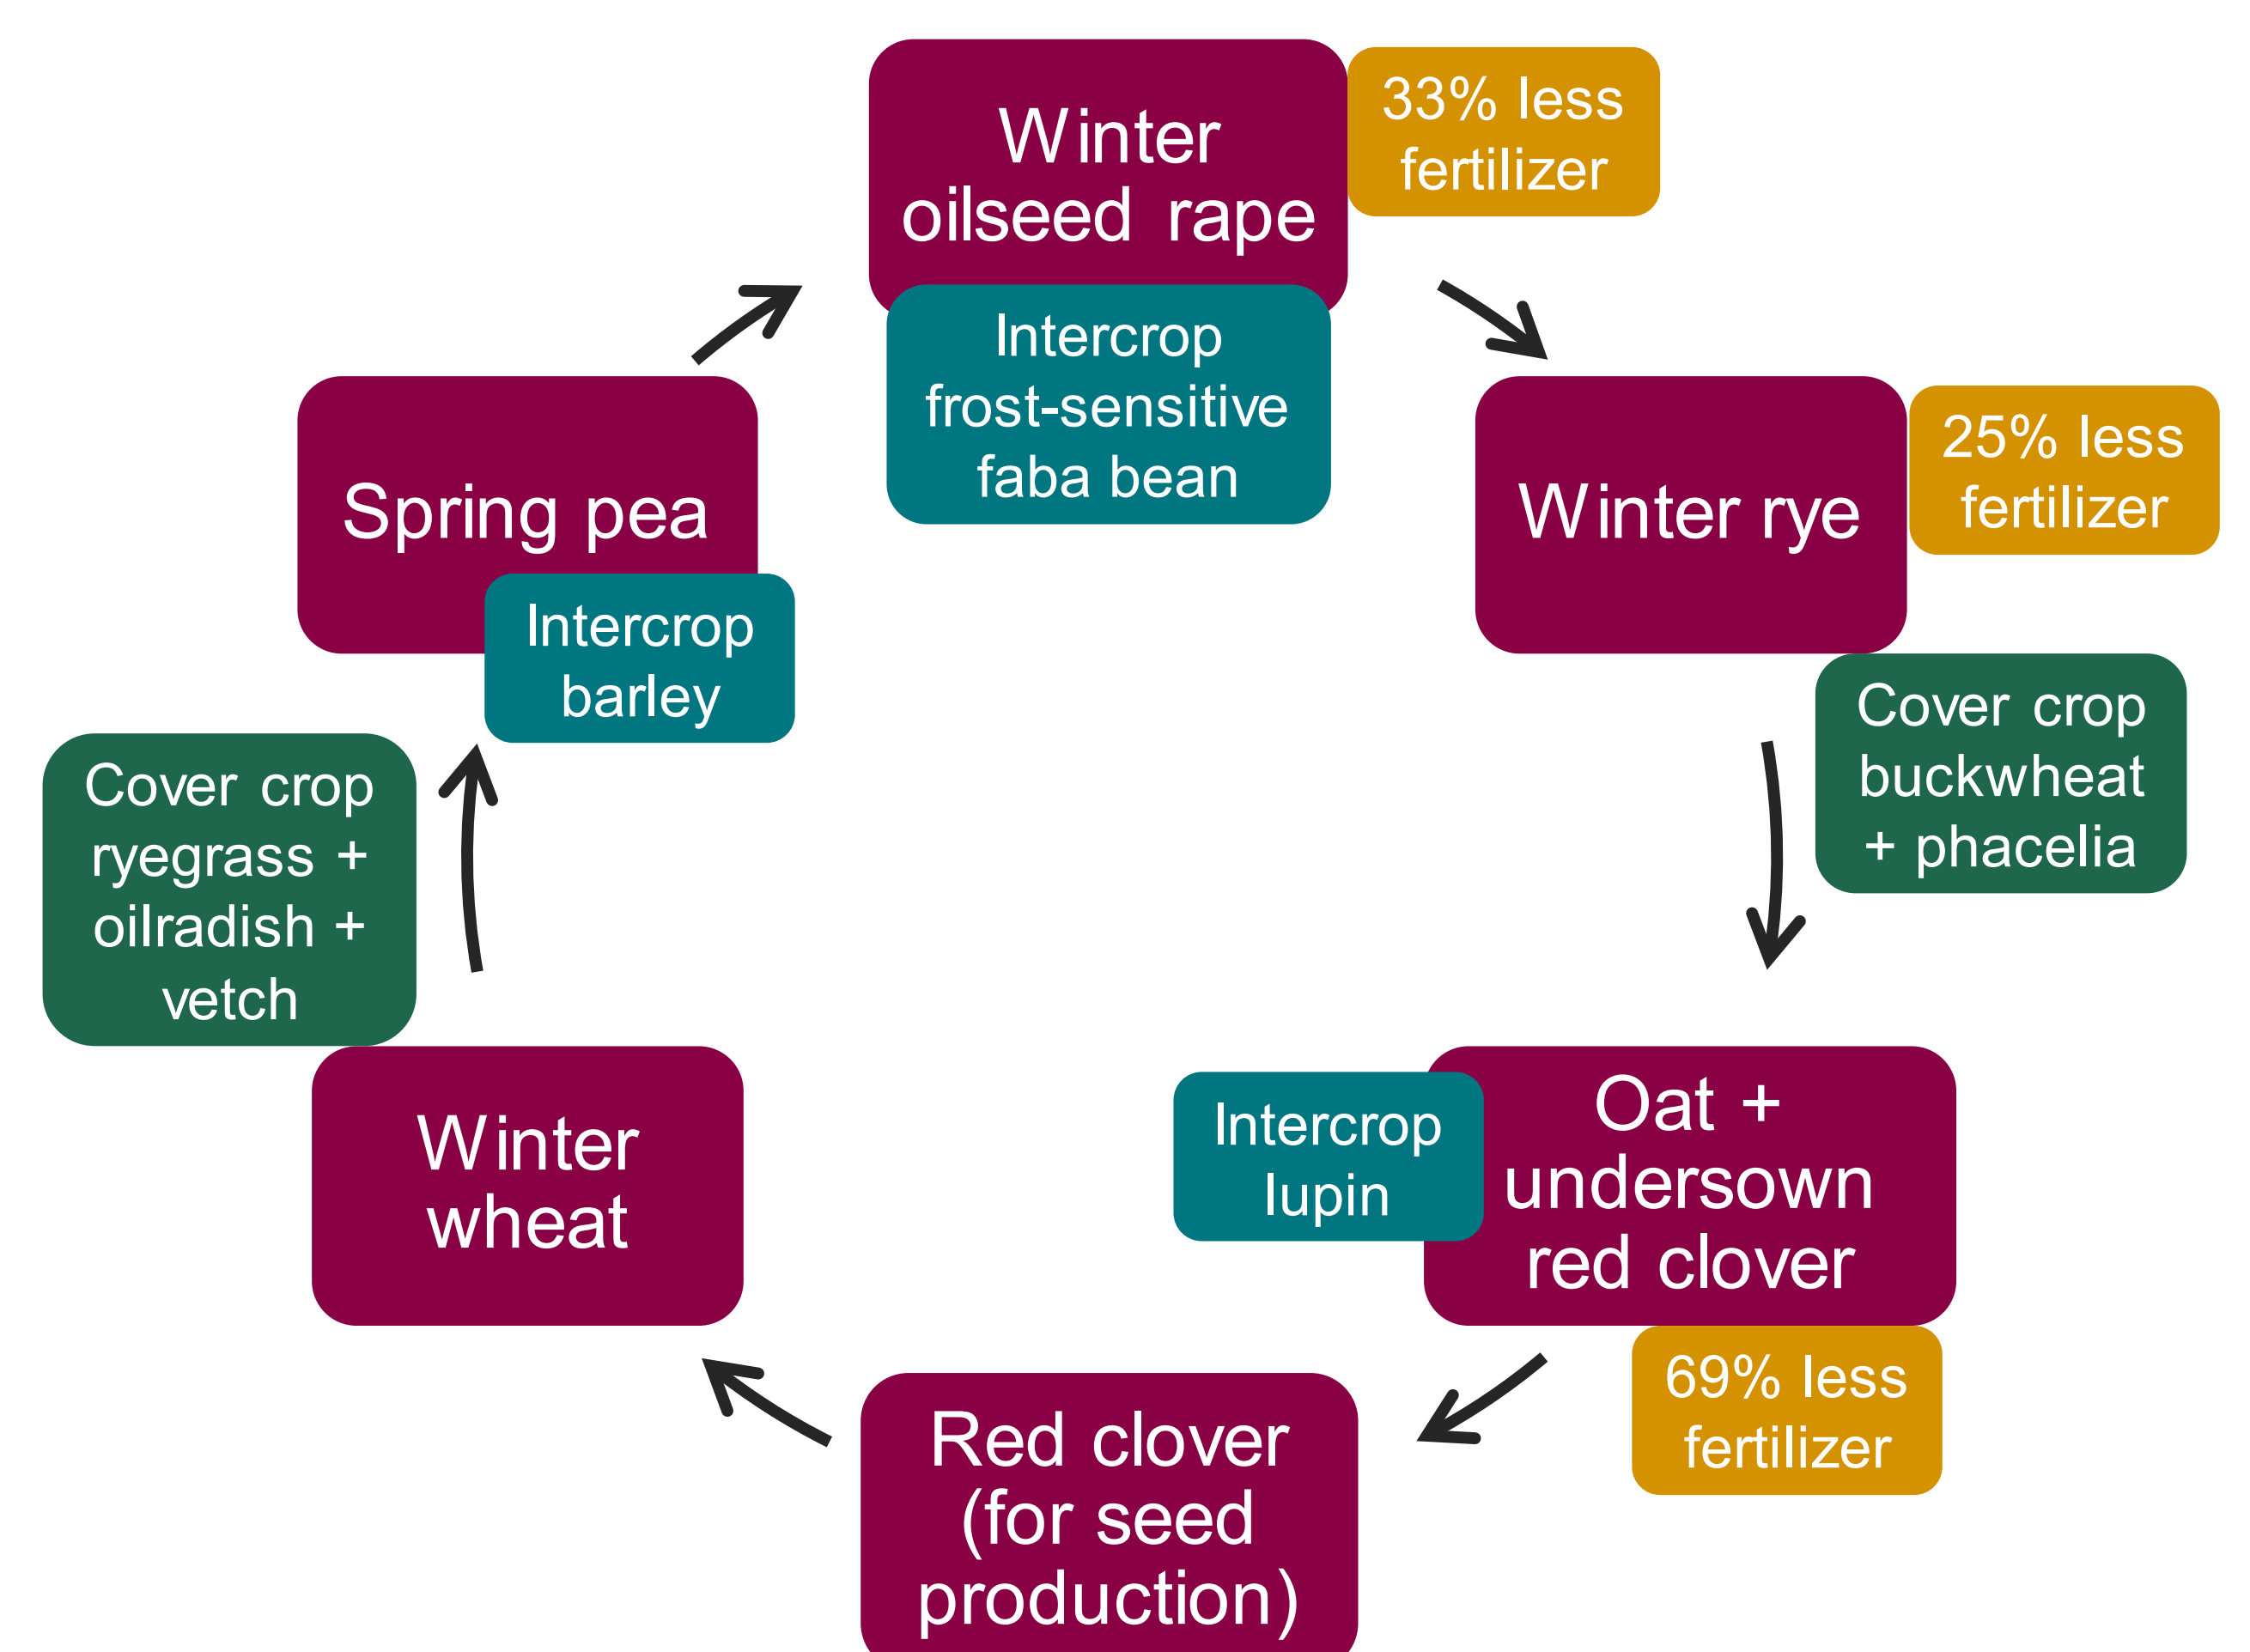 Winter
oilseed rape
33% less
fertilizer
Intercrop
frost-sensitive
faba bean
Winter rye
25% less
fertilizer
Cover crop
buckwheat
+ phacelia
Oat +
undersown
red clover
Intercrop
lupin
69% less
fertilizer
Red clover
(for seed
production)
Winter
wheat
Cover crop
ryegrass +
oilradish +
vetch
Spring pea
Intercrop
barley